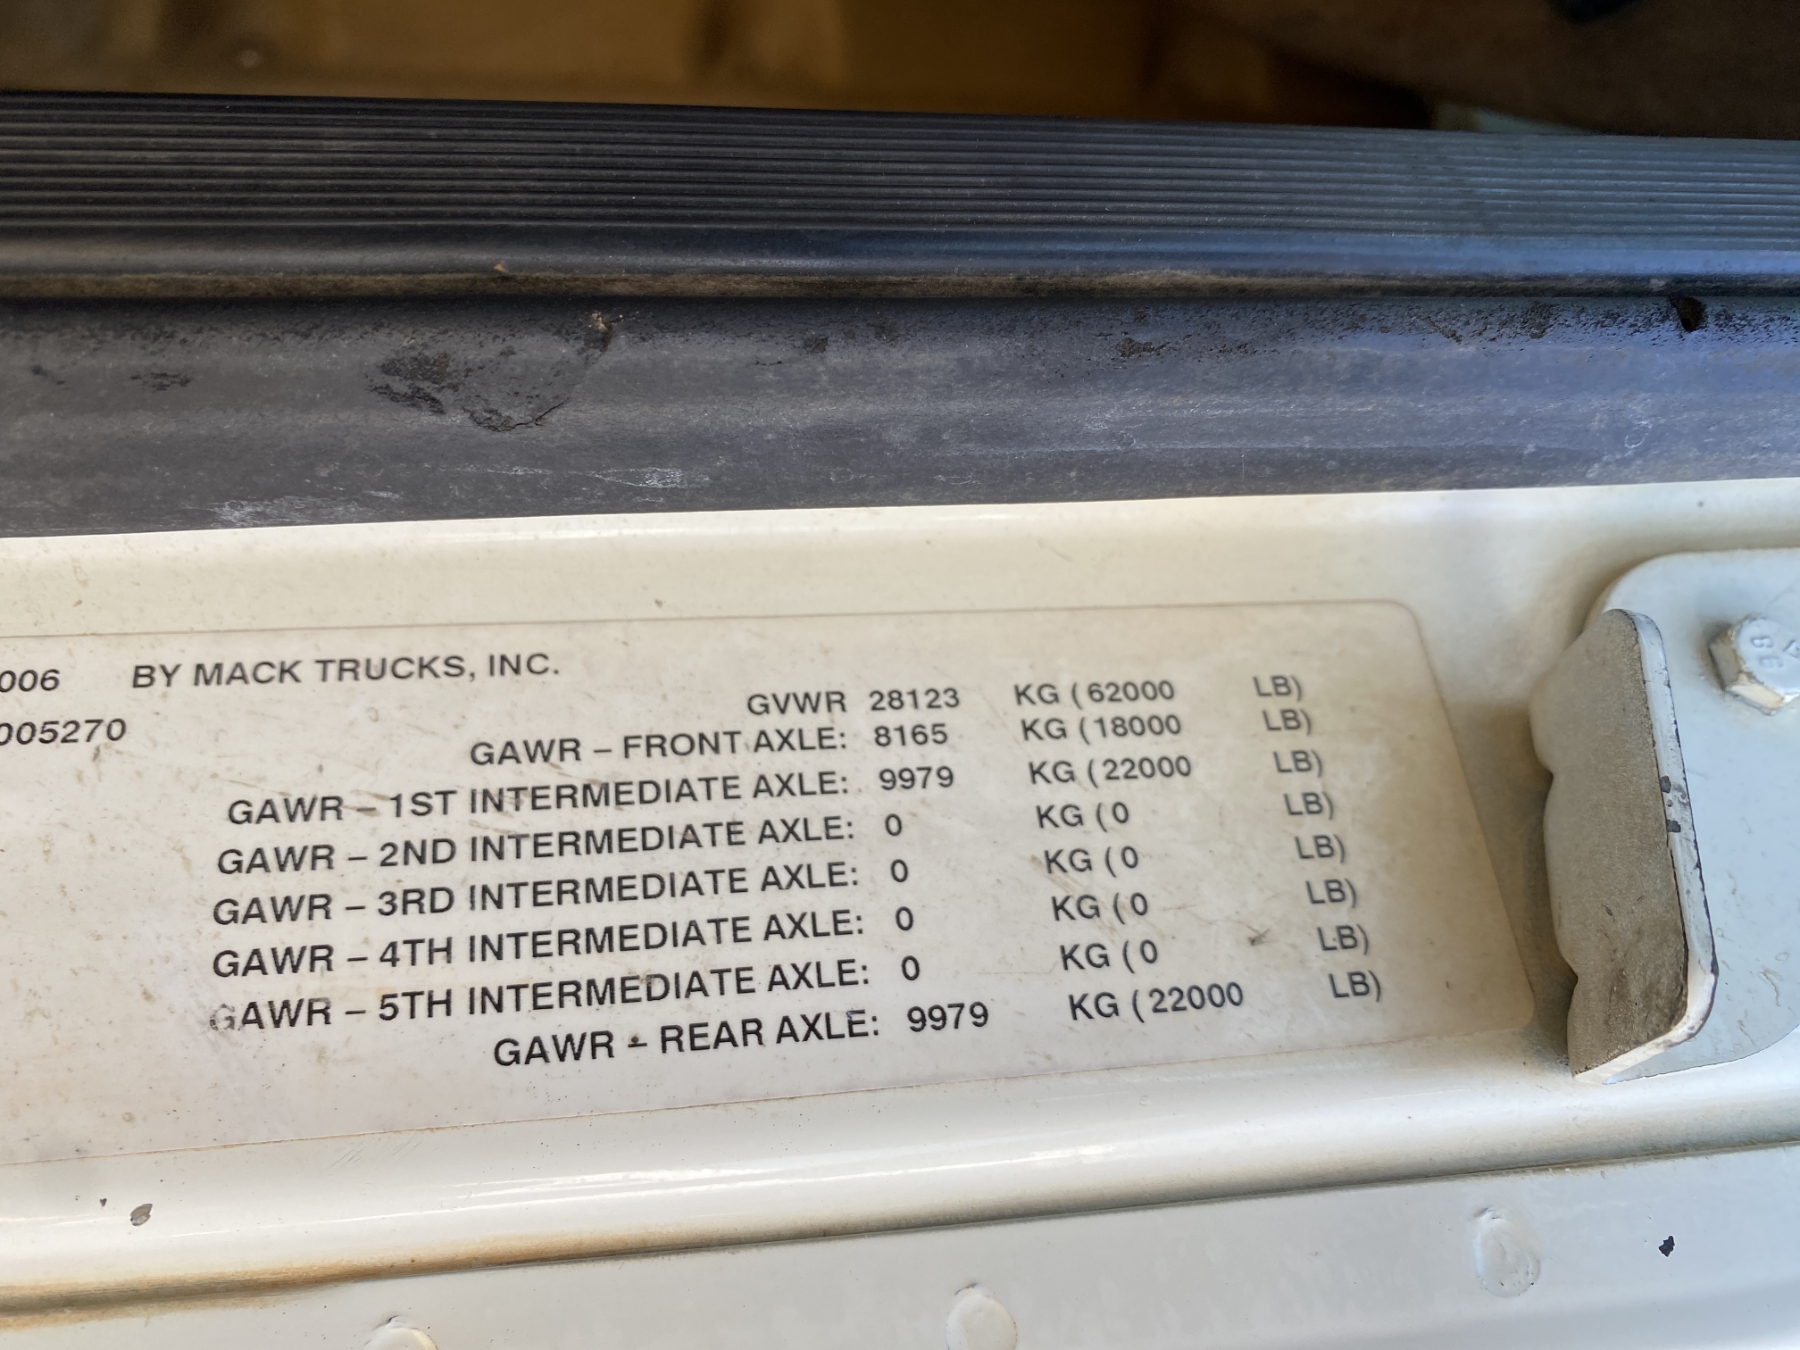 006 BY MACK TRUCKS, INC.
005270
GVWR 28123 KG (62000 LB)
GAWR – FRONT AXLE: 8165 KG (18000 LB)
GAWR – 1ST INTERMEDIATE AXLE: 9979 KG (22000 LB)
GAWR – 2ND INTERMEDIATE AXLE: 0 KG (0 LB)
GAWR – 3RD INTERMEDIATE AXLE: 0 KG (0 LB)
GAWR – 4TH INTERMEDIATE AXLE: 0 KG (0 LB)
GAWR – 5TH INTERMEDIATE AXLE: 0 KG (0 LB)
GAWR – REAR AXLE: 9979 KG (22000 LB)